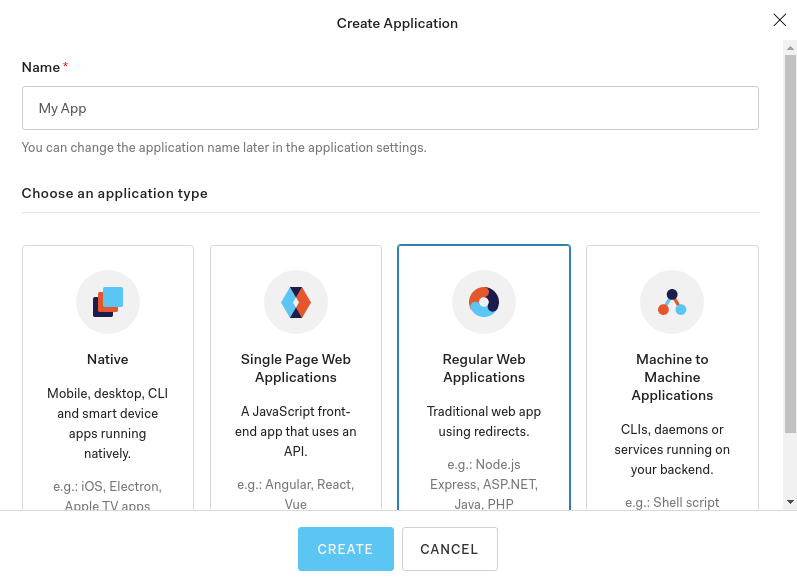 Create Application
Name *
My App
You can change the application name later in the application settings.
Choose an application type
Native
Mobile, desktop, CLI
and smart device
apps running
natively.
e.g.: iOS, Electron,
Apple TV apps
Single Page Web
Applications
A JavaScript front-
end app that uses an
API.
e.g.: Angular, React,
Vue
Regular Web
Applications
Traditional web app
using redirects.
e.g.: Node.js
Express, ASP.NET,
Java, PHP
Machine to
Machine
Applications
CLIs, daemons or
services running on
your backend.
e.g.: Shell script
CREATE
CANCEL